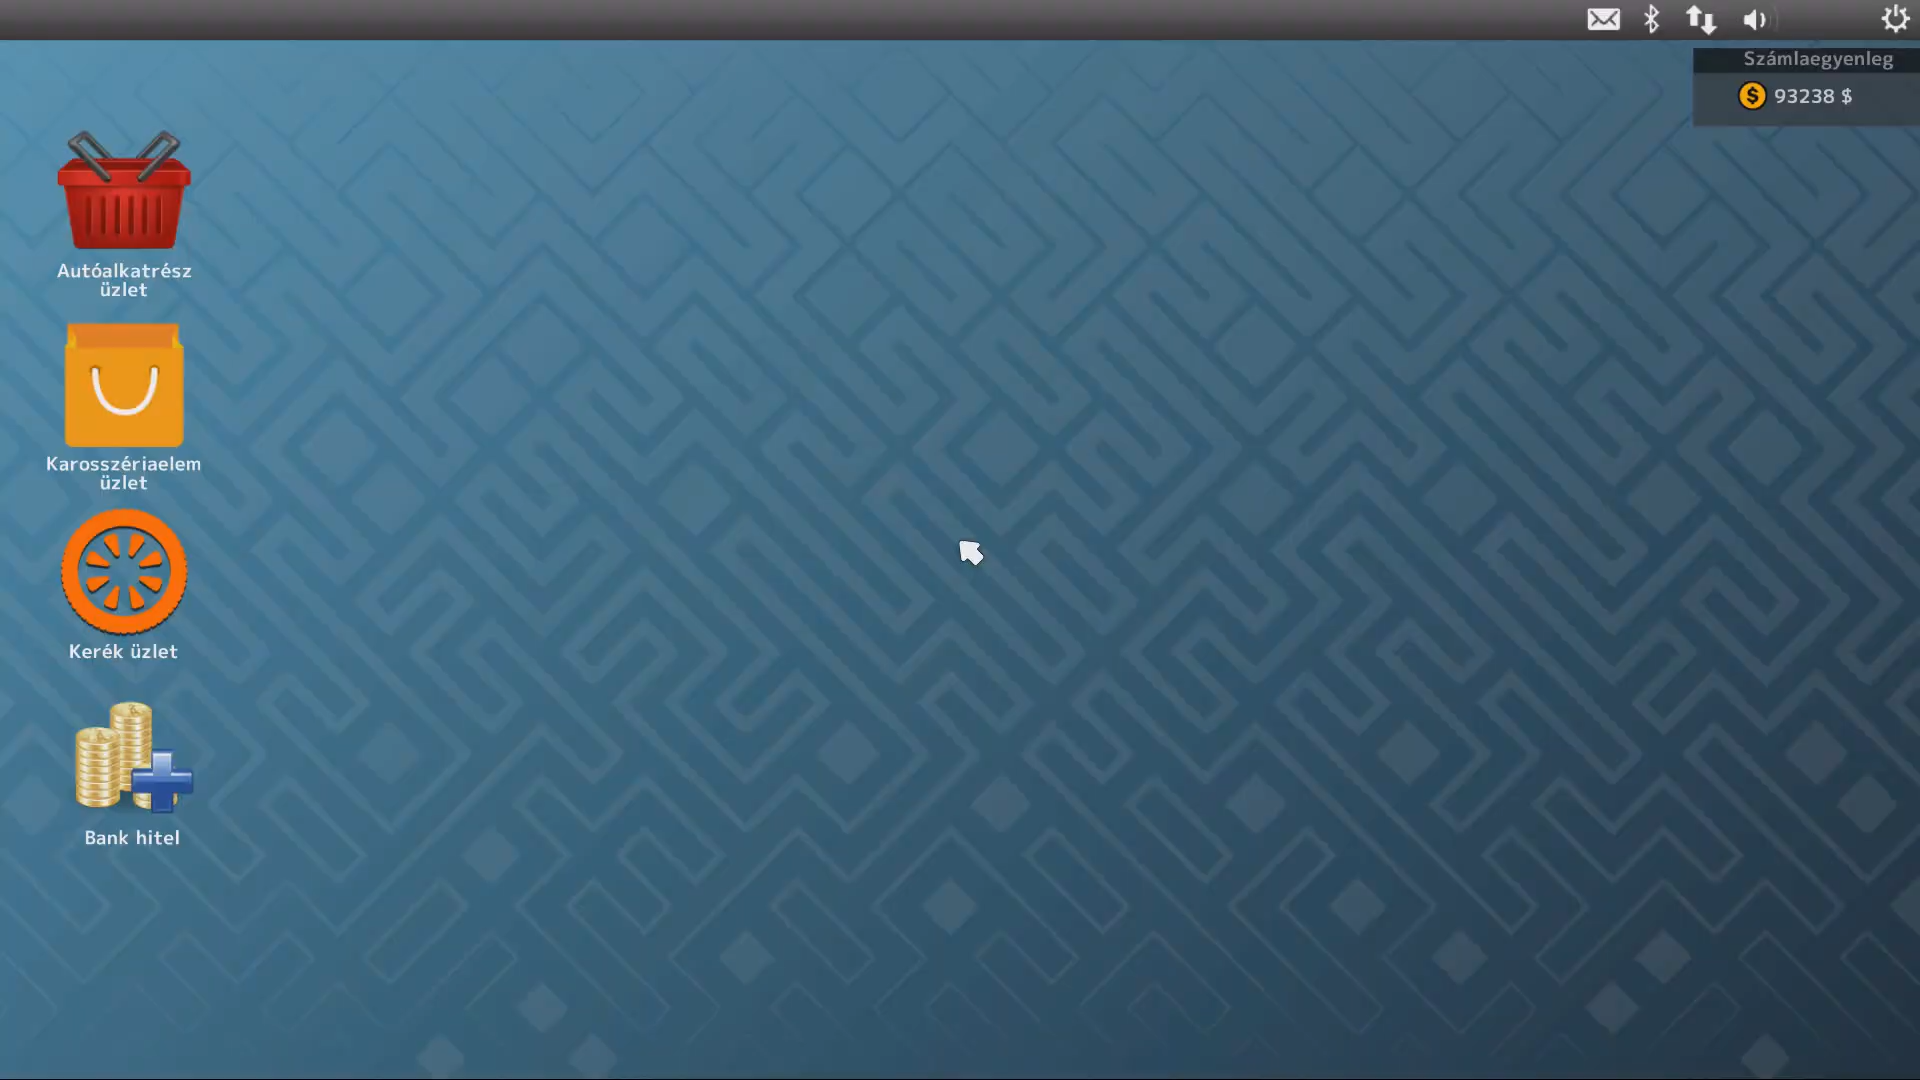 Számlaegyenleg
93238 $
Autóalkatrész
üzlet
Karosszériaelem
üzlet
Kerék üzlet
Bank hitel